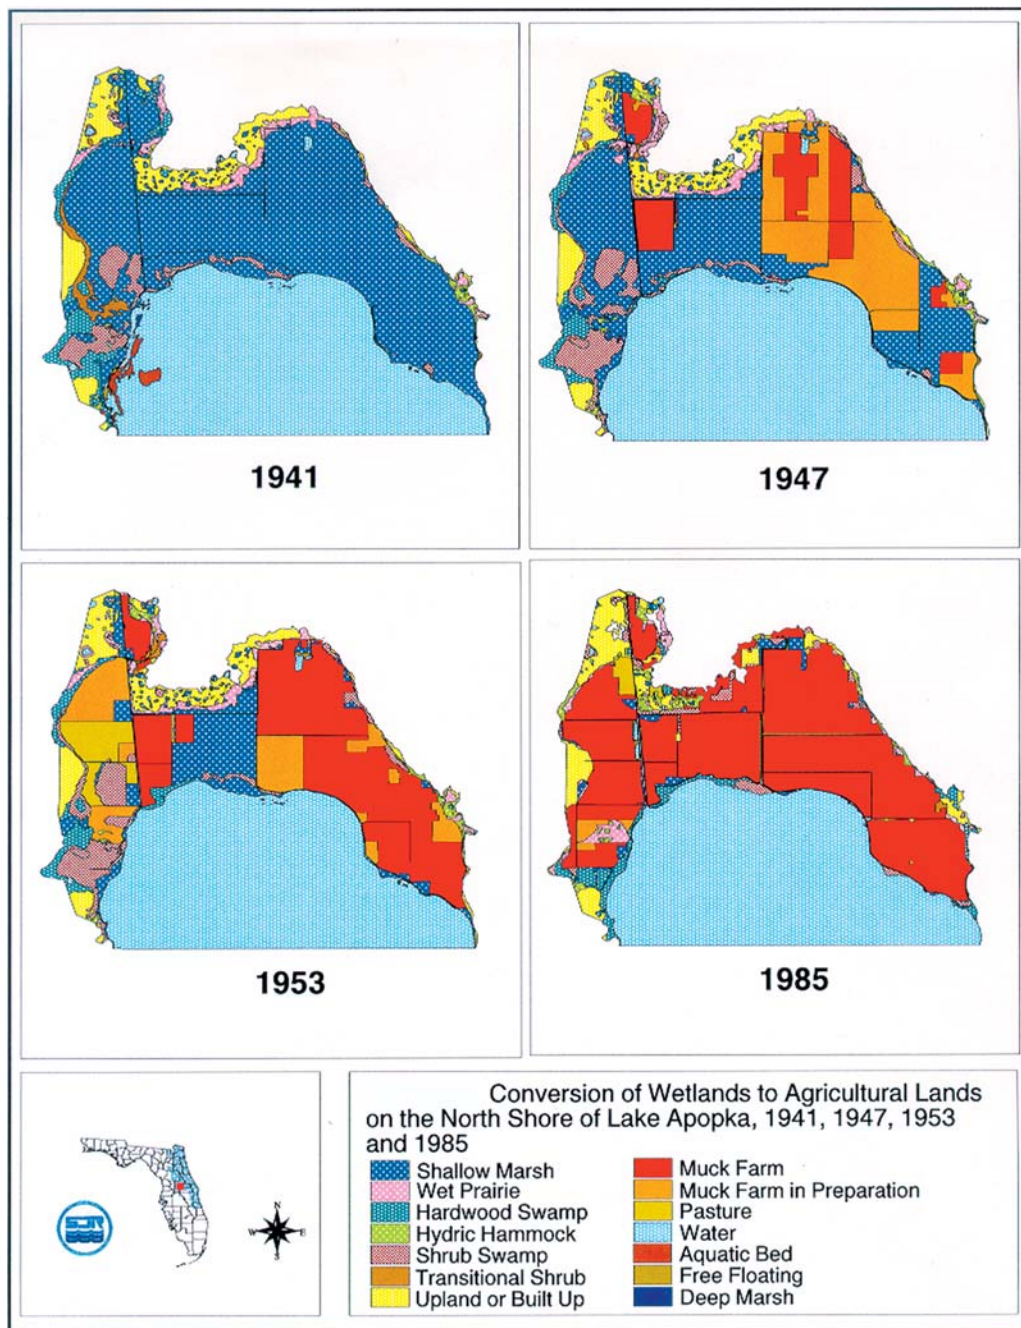 1941
1947
1953
1985
Conversion of Wetlands to Agricultural Lands
on the North Shore of Lake Apopka, 1941, 1947, 1953
and 1985
Shallow Marsh
Wet Prairie
Hardwood Swamp
Hydric Hammock
Shrub Swamp
Transitional Shrub
Upland or Built Up
Muck Farm
Muck Farm in Preparation
Pasture
Water
Aquatic Bed
Free Floating
Deep Marsh
SJR
N
W
E
S